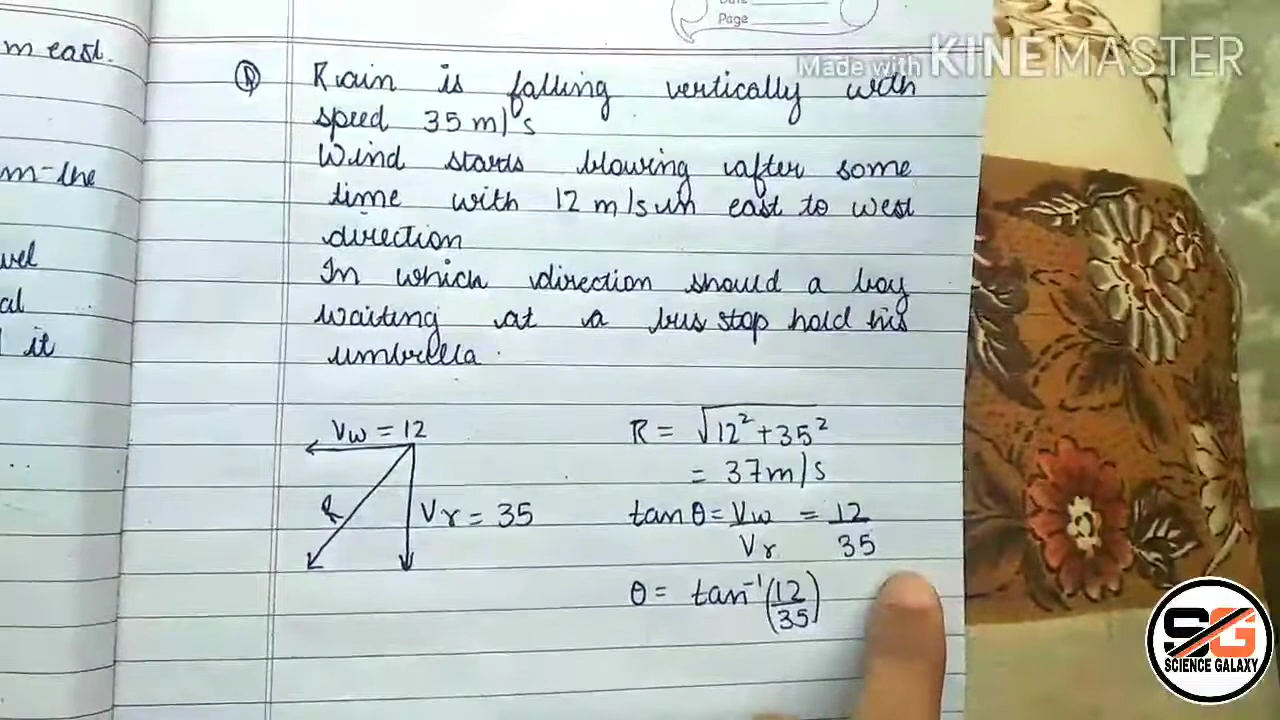 Date
Page
m east.
m-the
vel
al
it
Made with KINEMASTER
Q Rain is falling vertically with
speed 35 m/s
Wind starts blowing after some
time with 12 m/s in east to west
direction
In which direction should a boy
waiting at a bus stop hold his
umbrella.
Vw = 12
R
Vr = 35
R = √12² + 35²
= 37m/s
tan θ = Vw/Vr = 12/35
θ = tan⁻¹(12/35)
SG
SCIENCE GALAXY